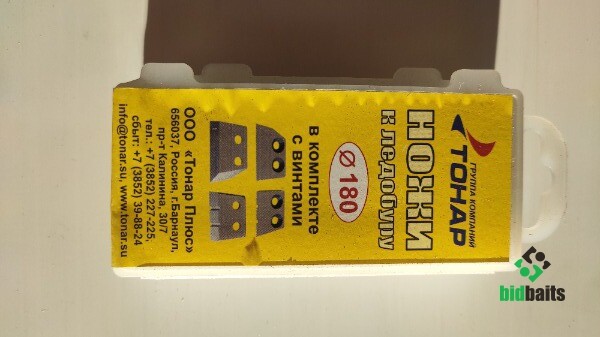 ГРУППА КОМПАНИЙ
ТОНАР
НОЖИ
к ледобуру
Ø 180
В КОМПЛЕКТЕ
С ВИНТАМИ
ООО «Тонар Плюс»
656037, Россия, г.Барнаул,
пр-т Калинина, 30/7
тел.: +7 (3852) 227-225,
сбыт: +7 (3852) 39-88-24
info@tonar.su, www.tonar.su
bidbaits